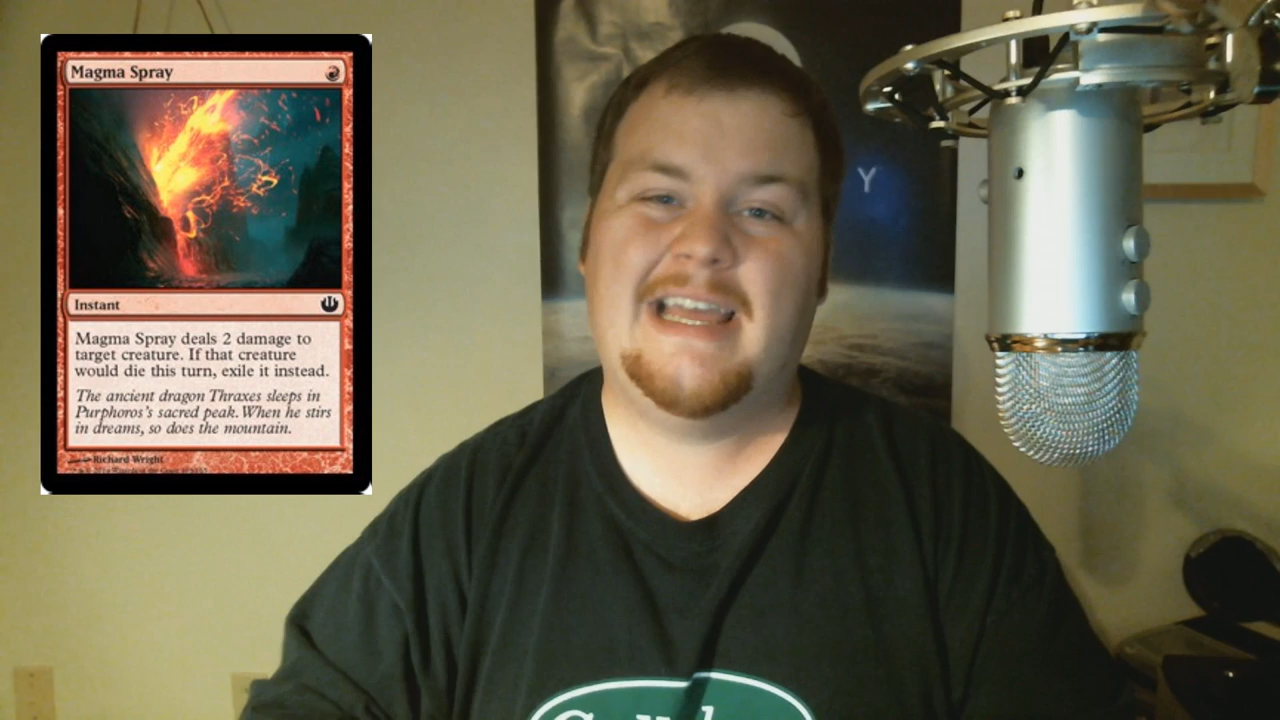 Magma Spray
Instant
Magma Spray deals 2 damage to
target creature. If that creature
would die this turn, exile it instead.
The ancient dragon Thraxes sleeps in
Purphoros's sacred peak. When he stirs
in dreams, so does the mountain.
Richard Wright
Y